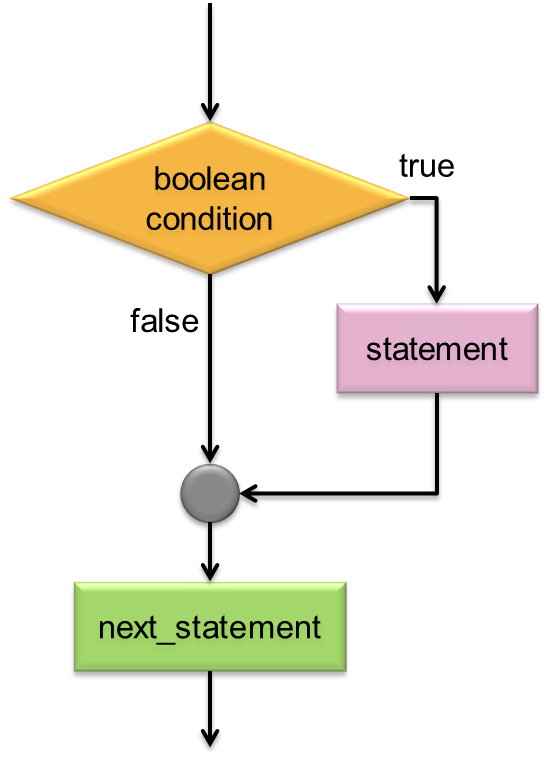 boolean
condition
true
false
statement
next_statement